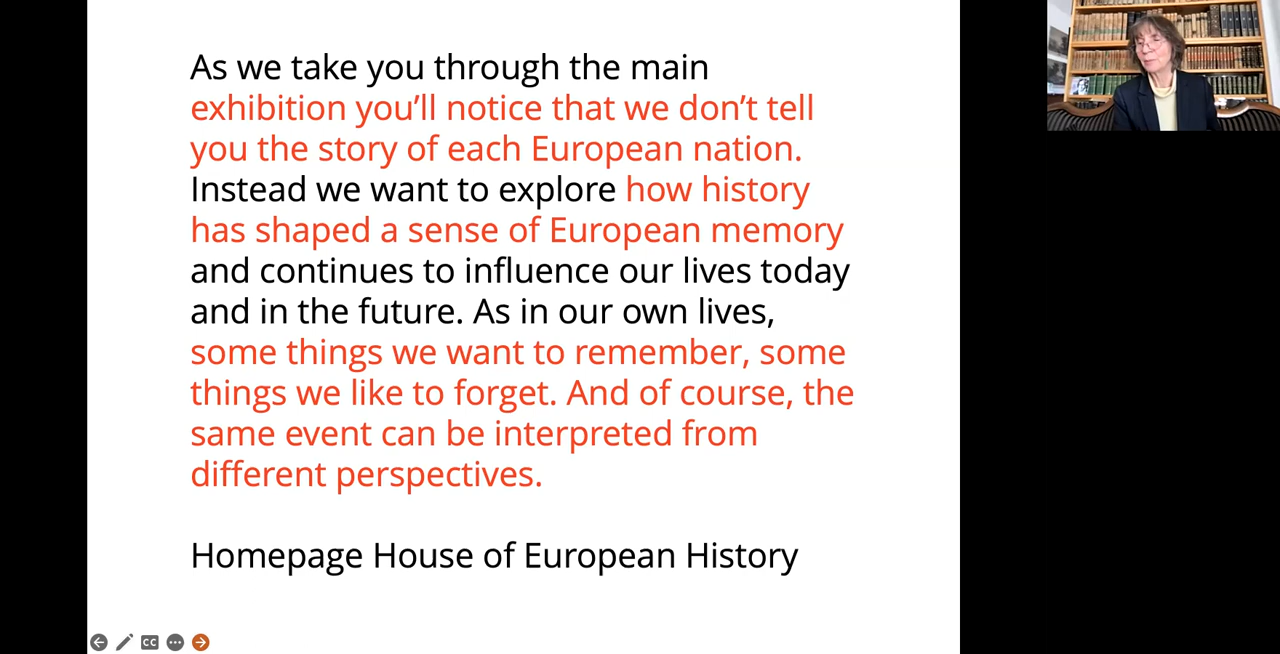 As we take you through the main
exhibition you’ll notice that we don’t tell
you the story of each European nation.
Instead we want to explore how history
has shaped a sense of European memory
and continues to influence our lives today
and in the future. As in our own lives,
some things we want to remember, some
things we like to forget. And of course, the
same event can be interpreted from
different perspectives.
Homepage House of European History
CC